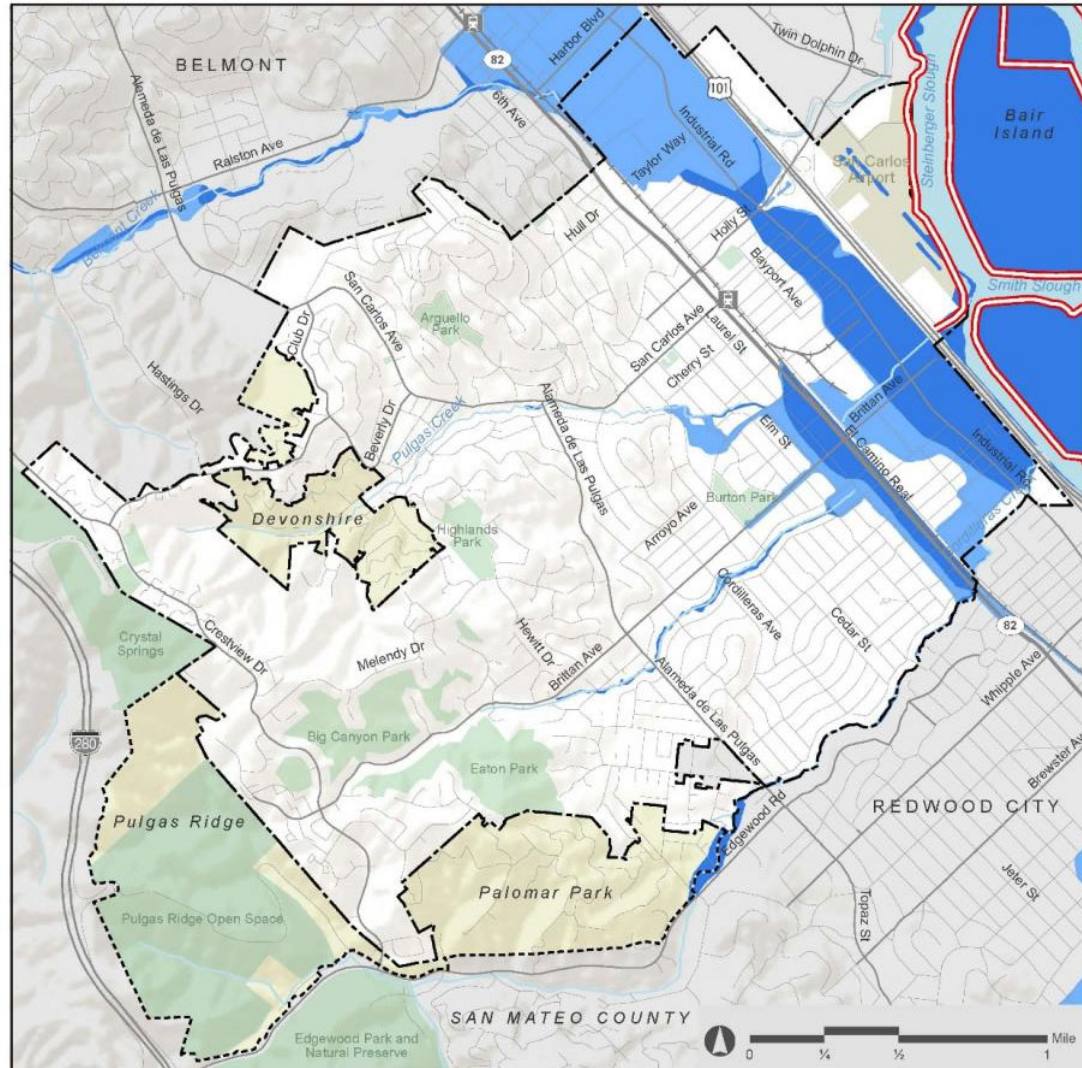 BELMONT
82
Harbor Blvd
Twin Dolphin Dr
101
Steinberger Slough
Bair
Island
Alameda de Las Pulgas
6th Ave
Ralston Ave
Industrial Rd
Taylor Way
San Carlos
Airport
Belmont Creek
Holly St
Hull Dr
Bayport Ave
Smith Slough
San Carlos Ave
Arguello
Park
Club Dr
San Carlos Ave
Laurel St
Cherry St
Hastings Dr
Beverly Dr
Pulgas Creek
Alameda de Las Pulgas
Elm St
Brittan Ave
El Camino Real
Industrial Rd
Cordilleras Creek
Burton Park
Arroyo Ave
Devonshire
Highlands
Park
Cordilleras Ave
Cedar St
82
Whipple Ave
Crystal
Springs
Crestview Dr
Melendy Dr
Hewitt Dr
Brittan Ave
Alameda de Las Pulgas
Brewster Av
280
Big Canyon Park
Eaton Park
REDWOOD CITY
Pulgas Ridge
Edgewood Rd
Palomar Park
Jeter St
Topaz St
Pulgas Ridge Open Space
SAN MATEO COUNTY
Edgewood Park and
Natural Preserve
0 ¼ ½ 1 Mile